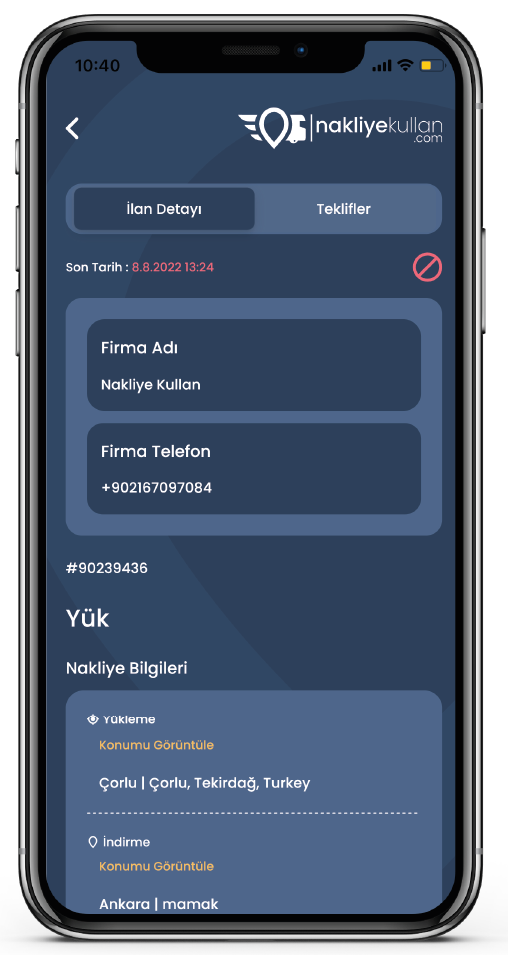 10:40
nakliyekullan
.com
İlan Detayı
Teklifler
Son Tarih : 8.8.2022 13:24
Firma Adı
Nakliye Kullan
Firma Telefon
+902167097084
#90239436
Yük
Nakliye Bilgileri
Yükleme
Konumu Görüntüle
Çorlu | Çorlu, Tekirdağ, Turkey
İndirme
Konumu Görüntüle
Ankara | mamak